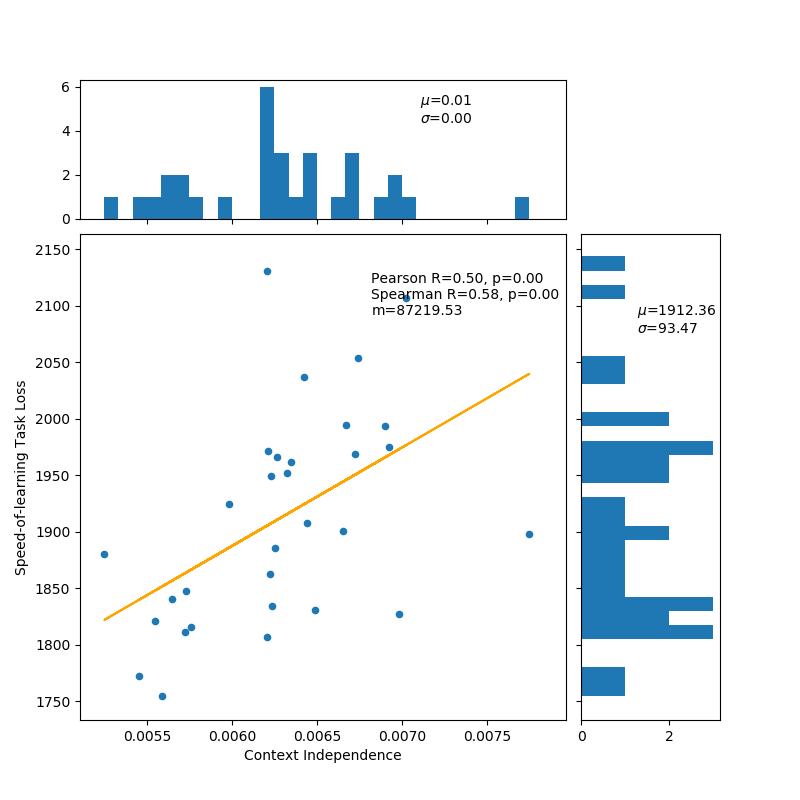 6
4
2
0
μ=0.01
σ=0.00
2150
2100
2050
2000
1950
1900
1850
1800
1750
Speed-of-learning Task Loss
Pearson R=0.50, p=0.00
Spearman R=0.58, p=0.00
m=87219.53
0.0055 0.0060 0.0065 0.0070 0.0075
Context Independence
μ=1912.36
σ=93.47
0 2